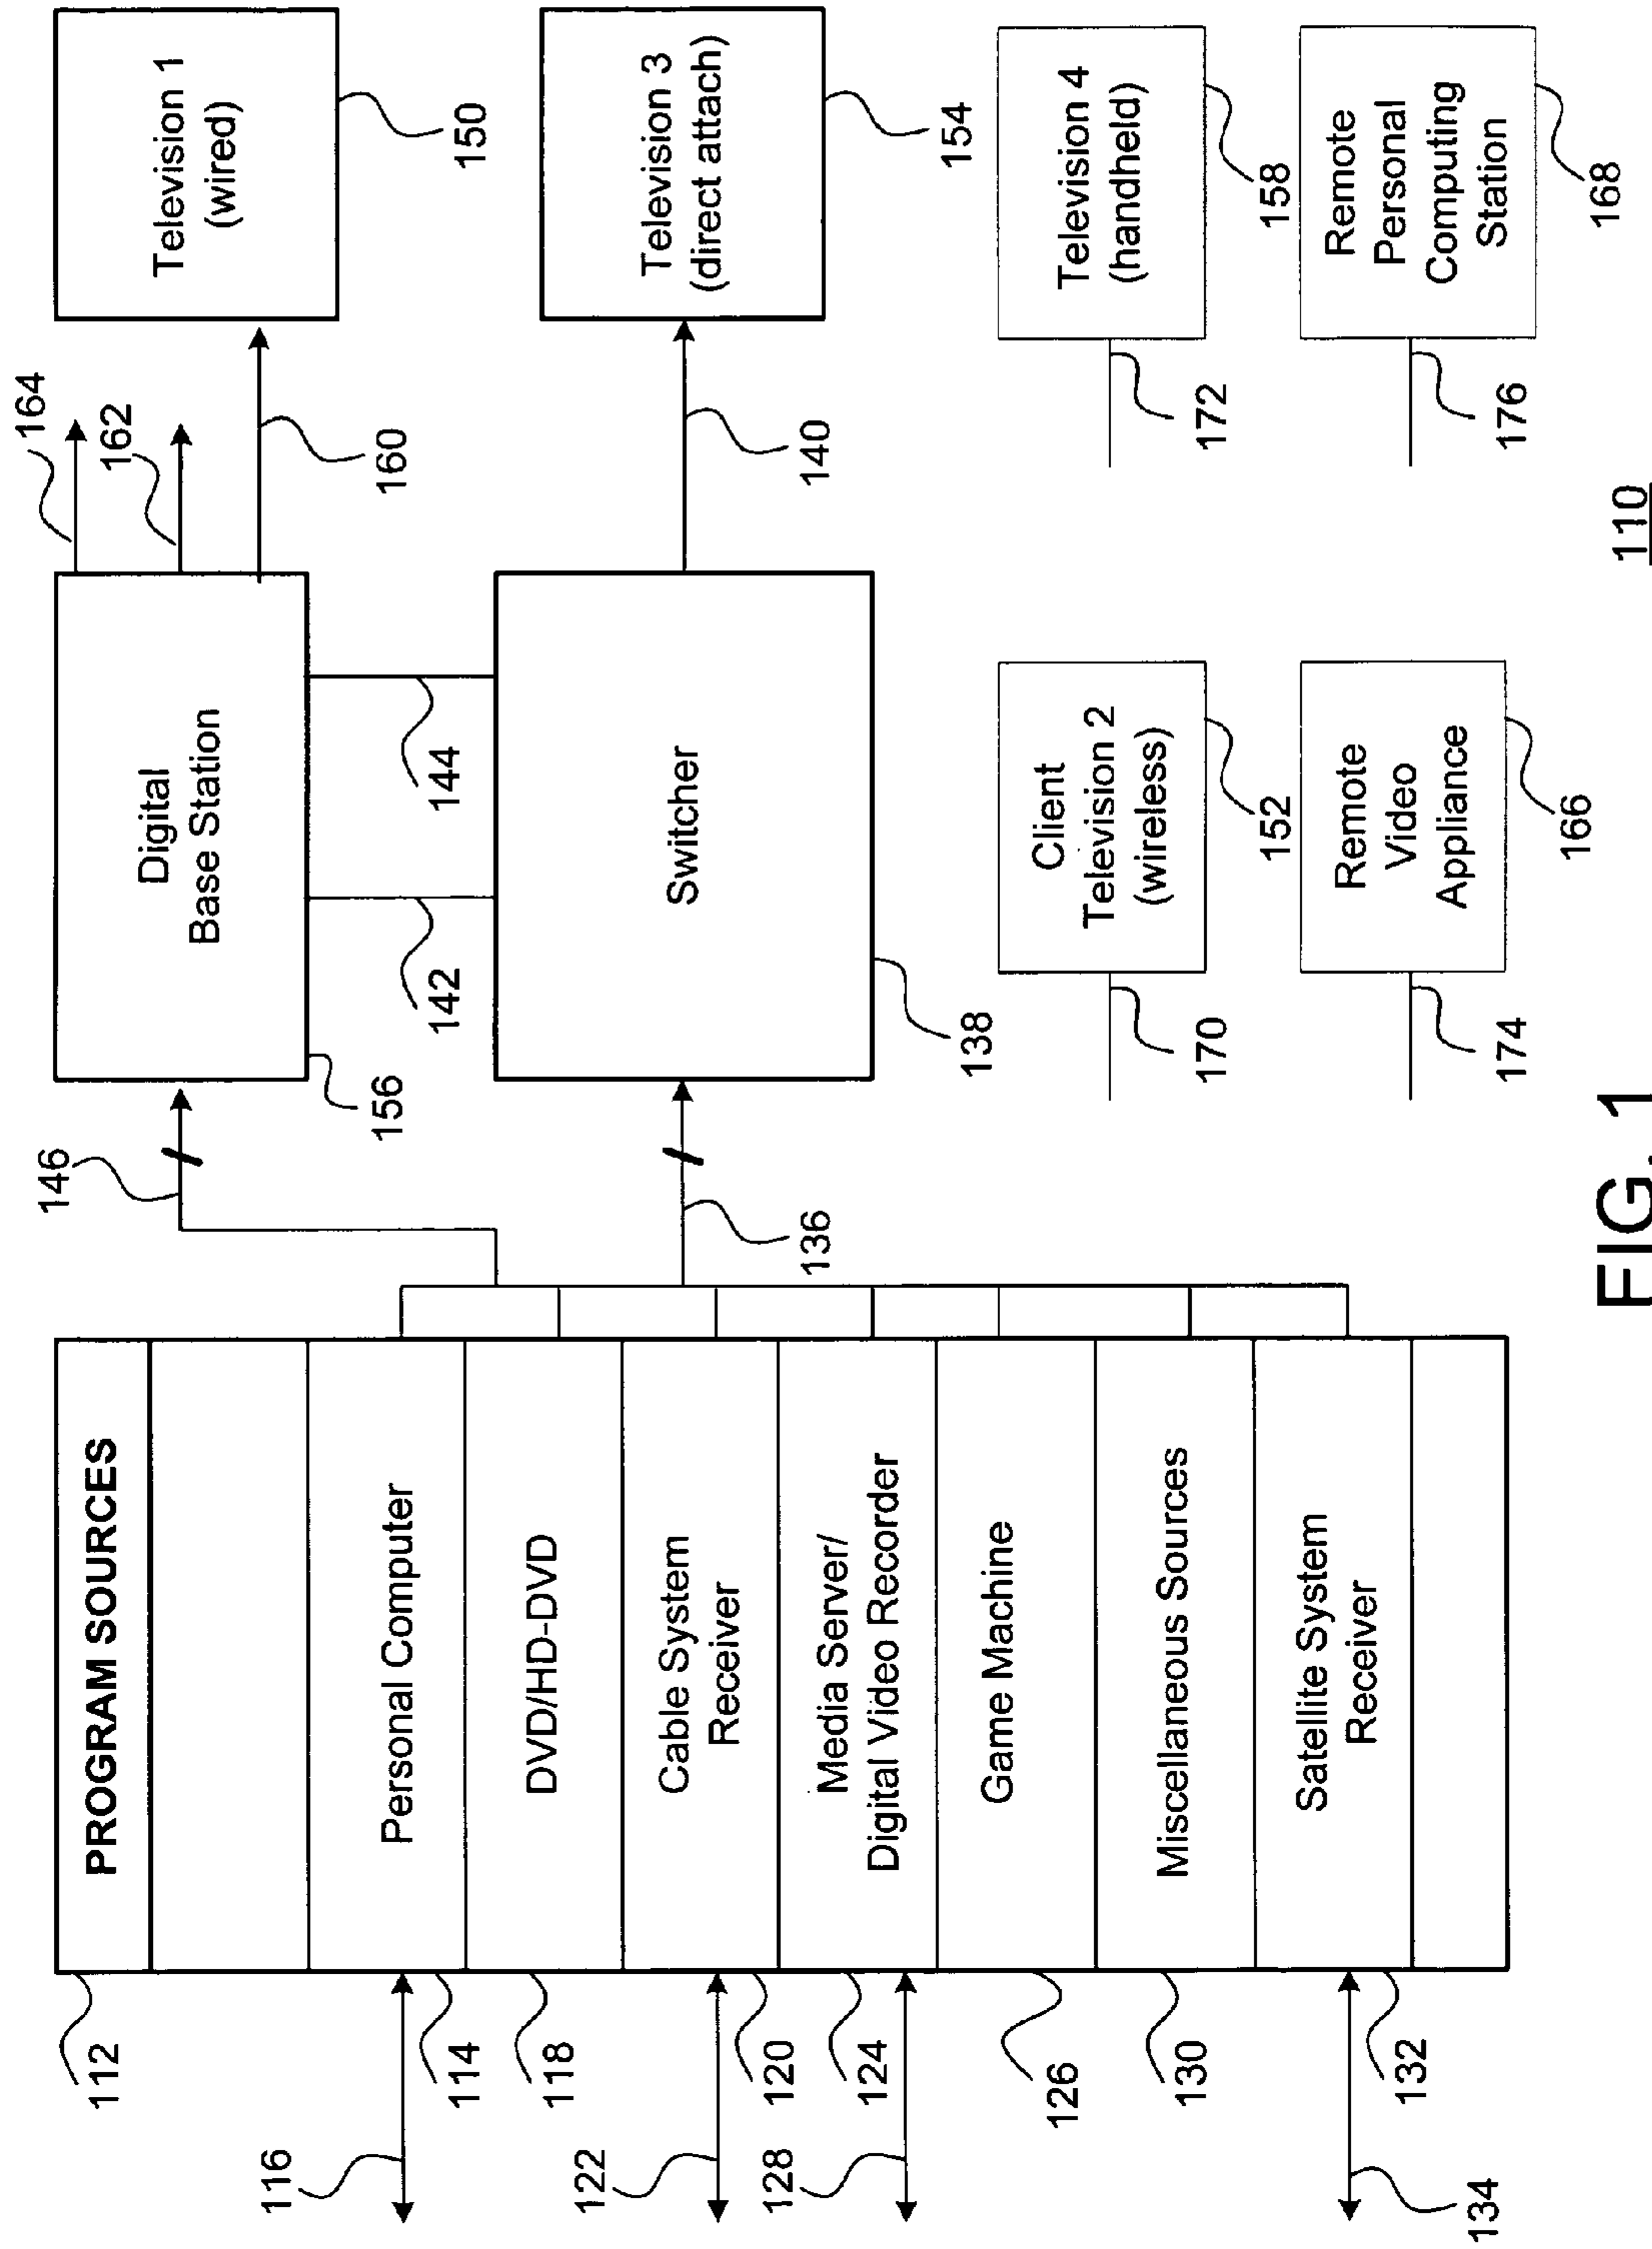 PROGRAM SOURCES
Personal Computer
DVD/HD-DVD
Cable System
Receiver
Media Server/
Digital Video Recorder
Game Machine
Miscellaneous Sources
Satellite System
Receiver
112
116
114
118
122
120
128
124
126
130
132
134
146
136
Digital
Base Station
156
142
144
Switcher
138
164
162
160
140
Television 1
(wired)
150
Television 3
(direct attach)
154
Client
Television 2
(wireless)
170
152
Television 4
(handheld)
172
158
Remote
Video
Appliance
174
166
Remote
Personal
Computing
Station
176
168
110
FIG. 1